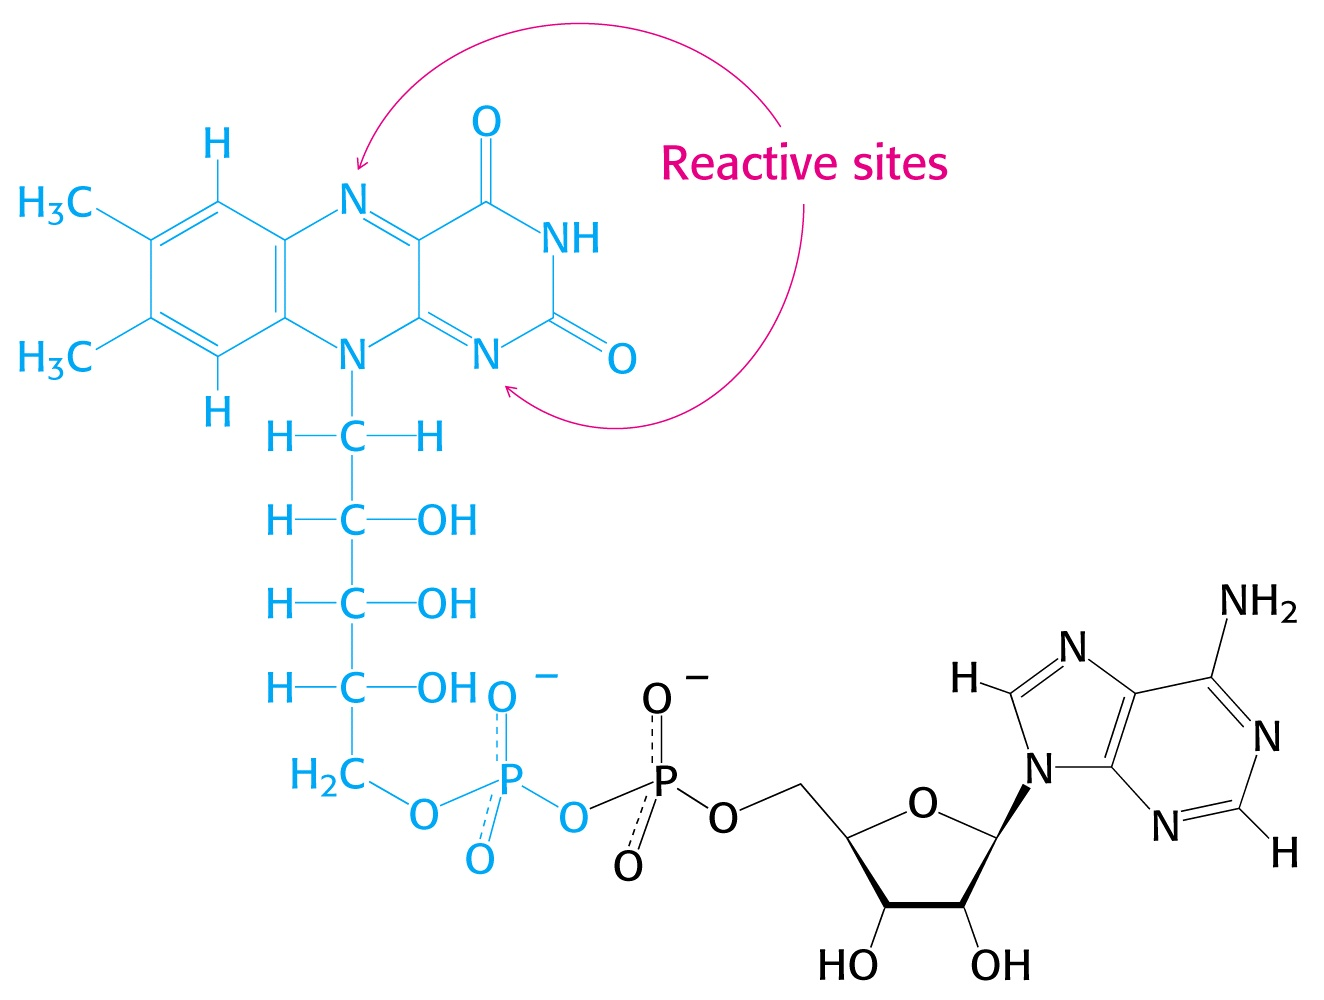 O
H
Reactive sites
H₃C
N
NH
H₃C
N
N
O
H
H—C—H
H—C—OH
H—C—OH
NH₂
H—C—OH
O −
O −
N
H
N
H₂C
P
P
N
O
O
O
O
N
O
O
H
HO
OH